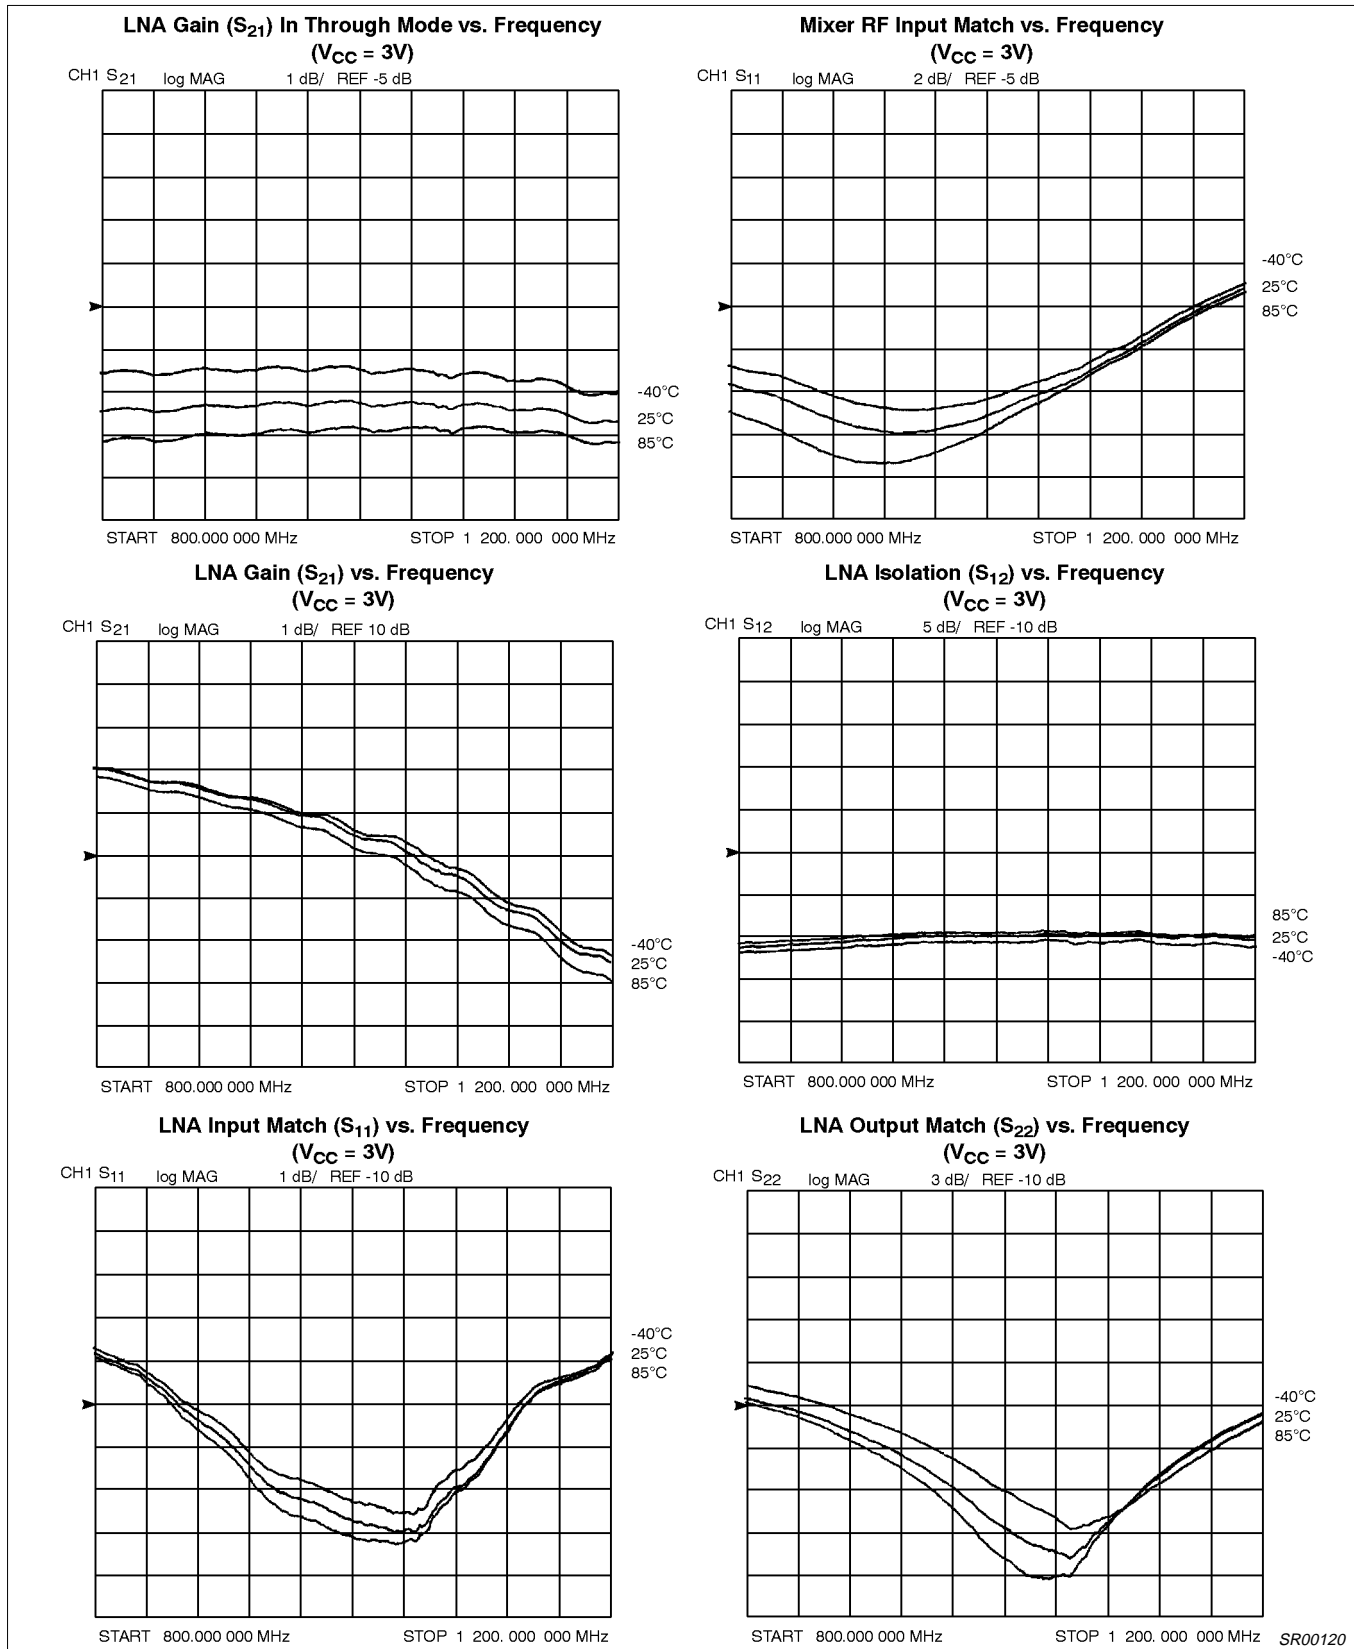 LNA Gain (S21) In Through Mode vs. Frequency
(VCC = 3V)
CH1 S21 log MAG 1 dB/ REF -5 dB
-40°C
25°C
85°C
START 800.000 000 MHz STOP 1 200. 000 000 MHz
Mixer RF Input Match vs. Frequency
(VCC = 3V)
CH1 S11 log MAG 2 dB/ REF -5 dB
-40°C
25°C
85°C
START 800.000 000 MHz STOP 1 200. 000 000 MHz
LNA Gain (S21) vs. Frequency
(VCC = 3V)
CH1 S21 log MAG 1 dB/ REF 10 dB
-40°C
25°C
85°C
START 800.000 000 MHz STOP 1 200. 000 000 MHz
LNA Isolation (S12) vs. Frequency
(VCC = 3V)
CH1 S12 log MAG 5 dB/ REF -10 dB
85°C
25°C
-40°C
START 800.000 000 MHz STOP 1 200. 000 000 MHz
LNA Input Match (S11) vs. Frequency
(VCC = 3V)
CH1 S11 log MAG 1 dB/ REF -10 dB
-40°C
25°C
85°C
START 800.000 000 MHz STOP 1 200. 000 000 MHz
LNA Output Match (S22) vs. Frequency
(VCC = 3V)
CH1 S22 log MAG 3 dB/ REF -10 dB
-40°C
25°C
85°C
START 800.000 000 MHz STOP 1 200. 000 000 MHz
SR00120